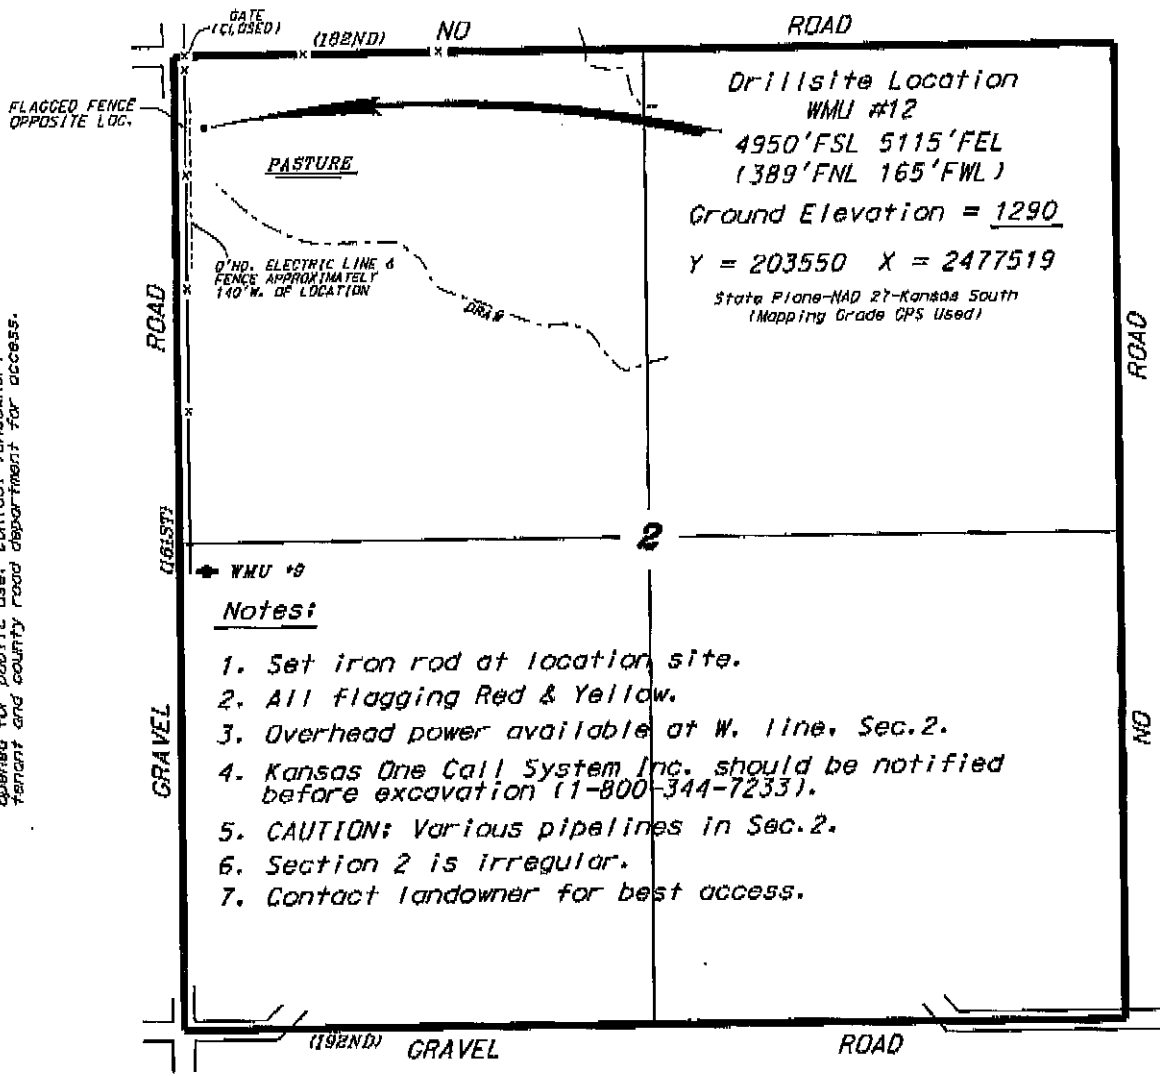 GATE
(CLOSED)
(182ND)
NO
ROAD
FLAGGED FENCE
OPPOSITE LOC.
PASTURE
Drillsite Location
WMU #12
4950'FSL 5115'FEL
(389'FNL 165'FWL)
Ground Elevation = 1290
Y = 203550 X = 2477519
State Plane-NAD 27-Kansas South
(Mapping Grade GPS Used)
O'HD. ELECTRIC LINE &
FENCE APPROXIMATELY
140'W. OF LOCATION
DRAW
ROAD
ROAD
tenant and county road department for access.
(161ST)
2
WMU #9
Notes:
1. Set iron rod at location site.
2. All flagging Red & Yellow.
3. Overhead power available at W. line, Sec.2.
4. Kansas One Call System Inc. should be notified
before excavation (1-800-344-7233).
5. CAUTION: Various pipelines in Sec.2.
6. Section 2 is irregular.
7. Contact landowner for best access.
GRAVEL
NO
(192ND)
GRAVEL
ROAD